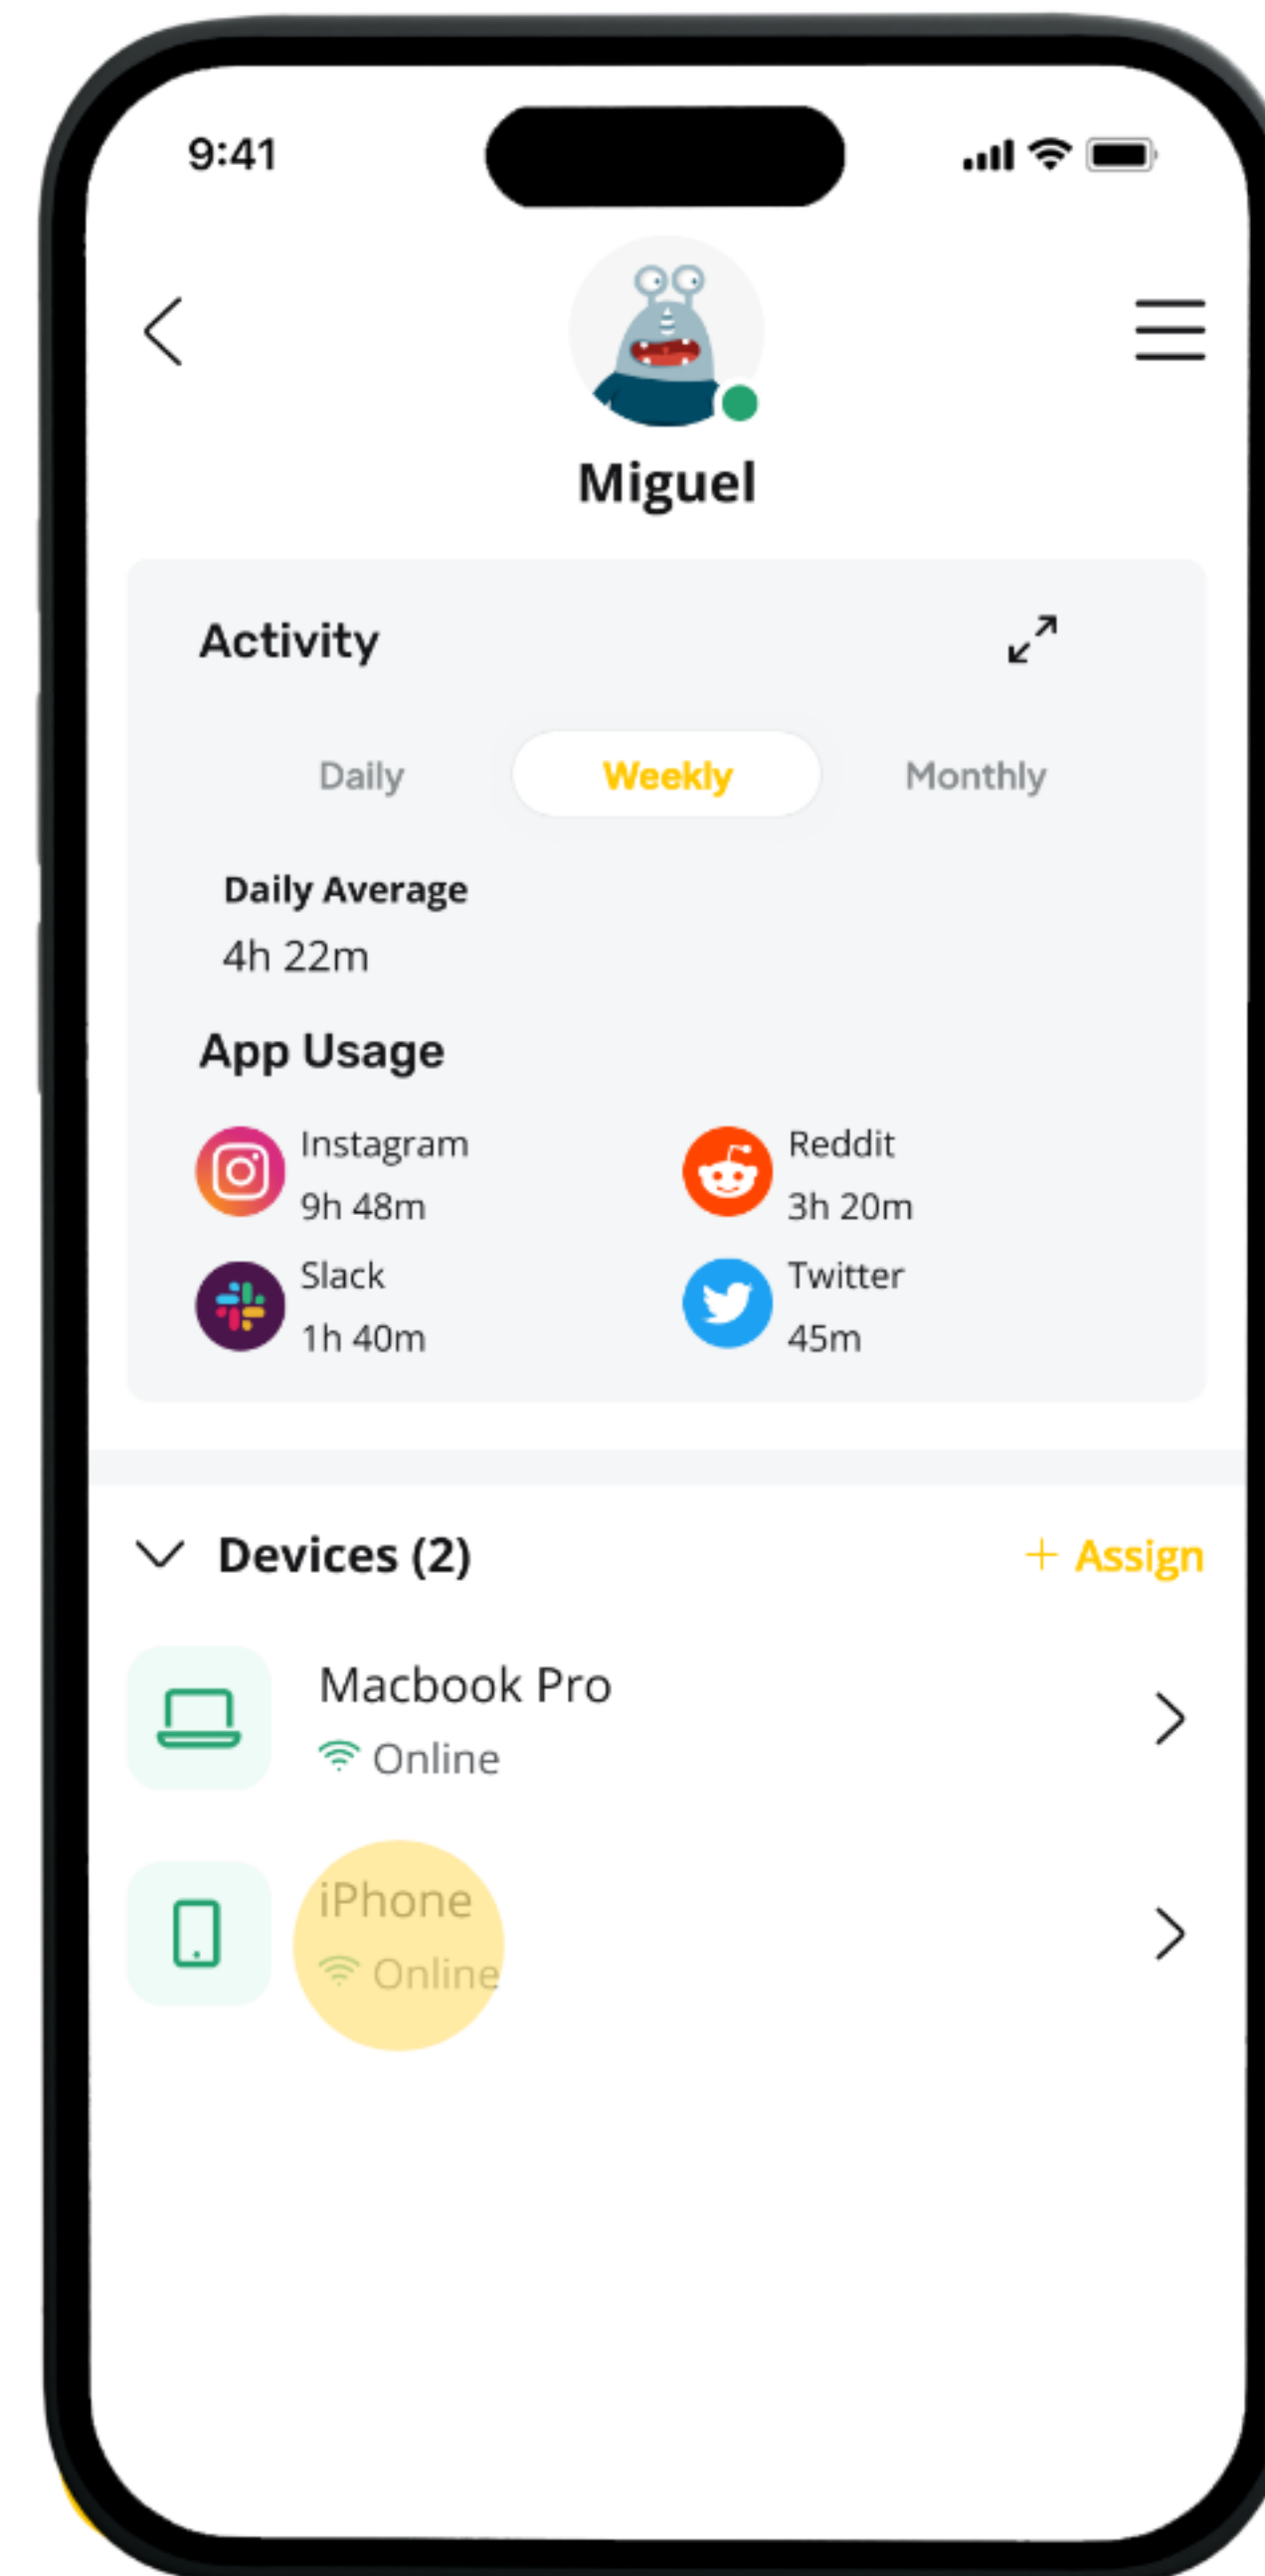 9:41
Miguel
Activity
Daily Weekly Monthly
Daily Average
4h 22m
App Usage
Instagram Reddit
9h 48m 3h 20m
Slack Twitter
1h 40m 45m
Devices (2) + Assign
Macbook Pro
Online
iPhone
Online